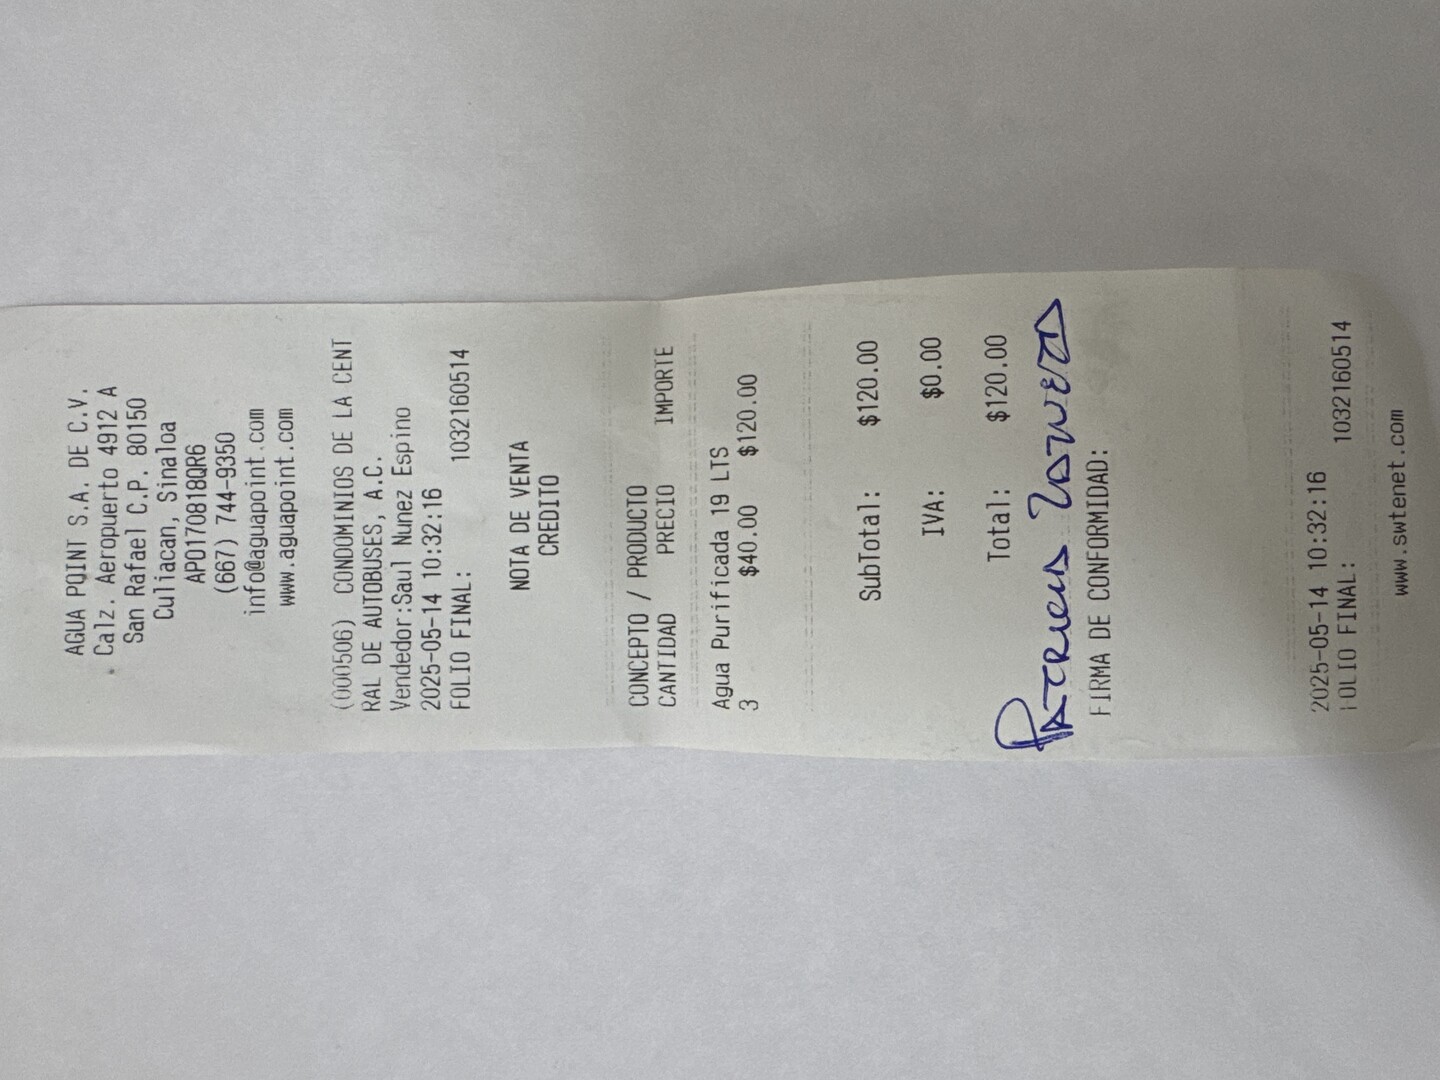 AGUA POINT S.A. DE C.V.
Calz. Aeropuerto 4912 A
San Rafael C.P. 80150
Culiacan, Sinaloa
APO170818QR6
(667) 744-9350
info@aguapoint.com
www.aguapoint.com
(000506) CONDOMINIOS DE LA CENT
RAL DE AUTOBUSES, A.C.
Vendedor:Saul Nunez Espino
2025-05-14 10:32:16
FOLIO FINAL: 1032160514
NOTA DE VENTA
CREDITO
CONCEPTO / PRODUCTO
CANTIDAD PRECIO IMPORTE
Agua Purificada 19 LTS
3 $40.00 $120.00
SubTotal: $120.00
IVA: $0.00
Total: $120.00
FIRMA DE CONFORMIDAD:
2025-05-14 10:32:16
FOLIO FINAL: 1032160514
www.swtenet.com